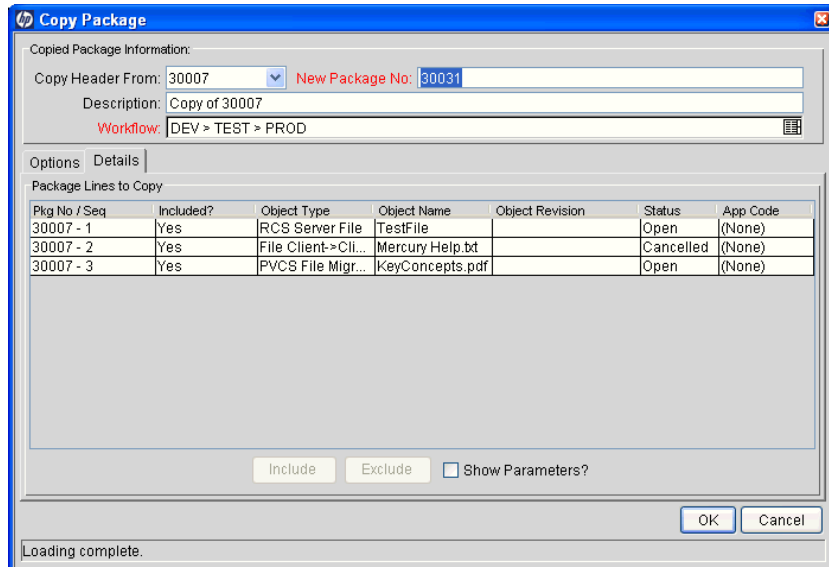 hp Copy Package
Copied Package Information:
Copy Header From: 30007 New Package No: 30031
Description: Copy of 30007
Workflow: DEV > TEST > PROD
Options Details
Package Lines to Copy
Pkg No / Seq Included? Object Type Object Name Object Revision Status App Code
30007 - 1 Yes RCS Server File TestFile Open (None)
30007 - 2 Yes File Client->Cli... Mercury Help.txt Cancelled (None)
30007 - 3 Yes PVCS File Migr... KeyConcepts.pdf Open (None)
Include Exclude Show Parameters?
OK Cancel
Loading complete.